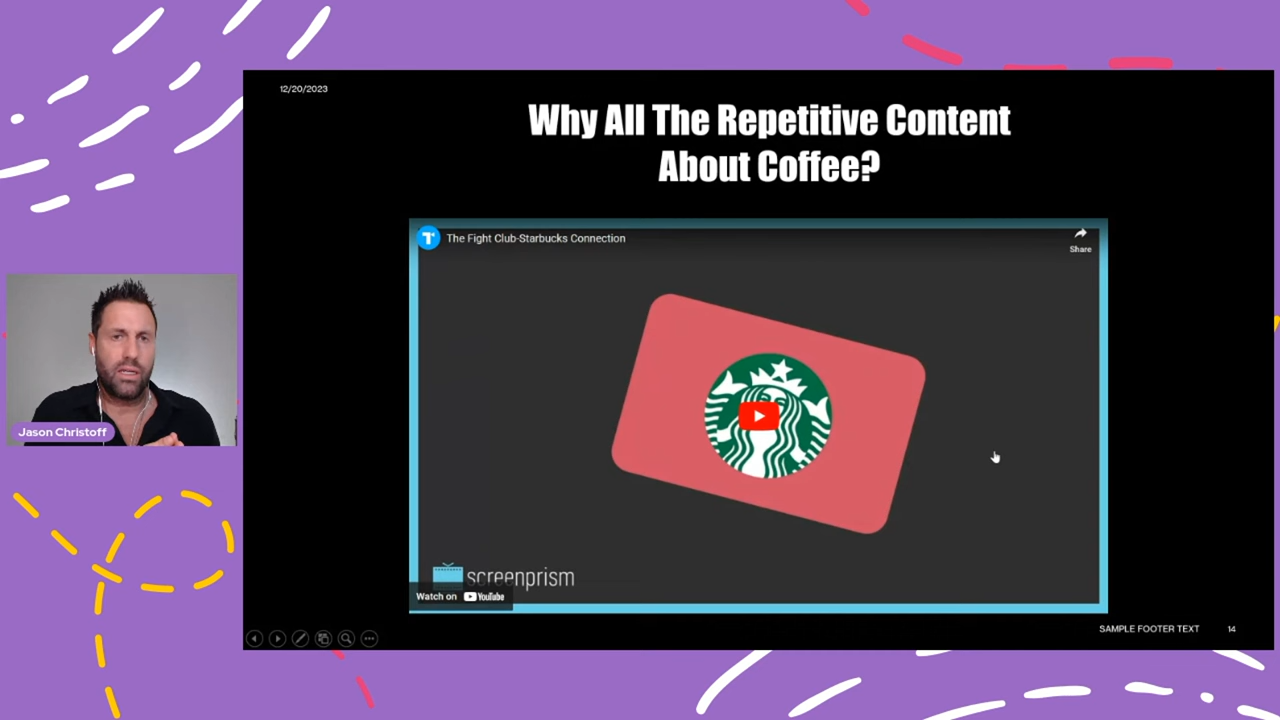 12/20/2023
Why All The Repetitive Content
About Coffee?
The Fight Club-Starbucks Connection
Share
Jason Christoff
screenprism
Watch on YouTube
SAMPLE FOOTER TEXT 14